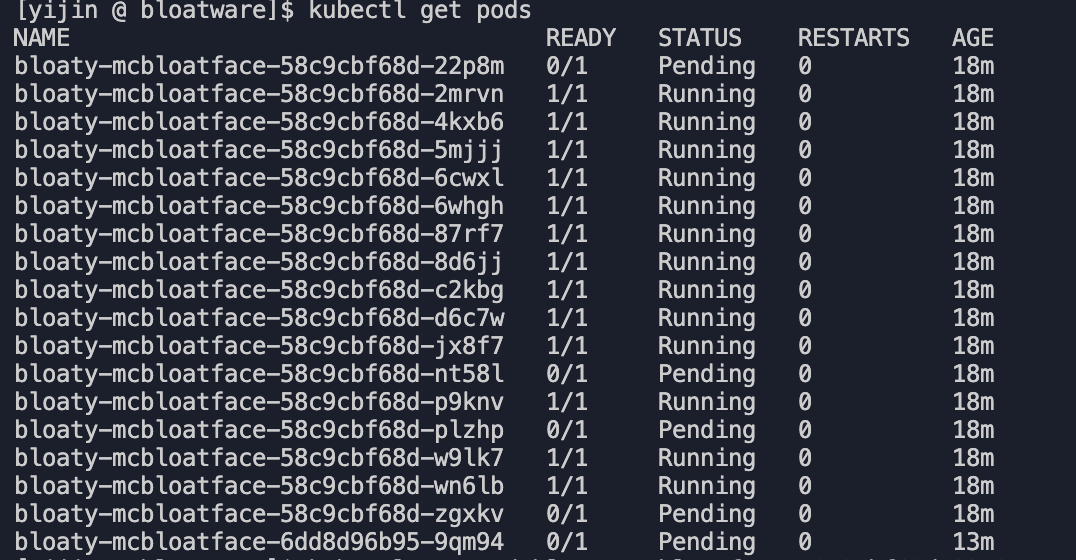 [yijin @ bloatware]$ kubectl get pods
NAME READY STATUS RESTARTS AGE
bloaty-mcbloatface-58c9cbf68d-22p8m 0/1 Pending 0 18m
bloaty-mcbloatface-58c9cbf68d-2mrvn 1/1 Running 0 18m
bloaty-mcbloatface-58c9cbf68d-4kxb6 1/1 Running 0 18m
bloaty-mcbloatface-58c9cbf68d-5mjjj 1/1 Running 0 18m
bloaty-mcbloatface-58c9cbf68d-6cwxl 1/1 Running 0 18m
bloaty-mcbloatface-58c9cbf68d-6whgh 1/1 Running 0 18m
bloaty-mcbloatface-58c9cbf68d-87rf7 1/1 Running 0 18m
bloaty-mcbloatface-58c9cbf68d-8d6jj 1/1 Running 0 18m
bloaty-mcbloatface-58c9cbf68d-c2kbg 1/1 Running 0 18m
bloaty-mcbloatface-58c9cbf68d-d6c7w 1/1 Running 0 18m
bloaty-mcbloatface-58c9cbf68d-jx8f7 1/1 Running 0 18m
bloaty-mcbloatface-58c9cbf68d-nt58l 0/1 Pending 0 18m
bloaty-mcbloatface-58c9cbf68d-p9knv 1/1 Running 0 18m
bloaty-mcbloatface-58c9cbf68d-plzhp 0/1 Pending 0 18m
bloaty-mcbloatface-58c9cbf68d-w9lk7 1/1 Running 0 18m
bloaty-mcbloatface-58c9cbf68d-wn6lb 1/1 Running 0 18m
bloaty-mcbloatface-58c9cbf68d-zgxkv 0/1 Pending 0 18m
bloaty-mcbloatface-6dd8d96b95-9qm94 0/1 Pending 0 13m